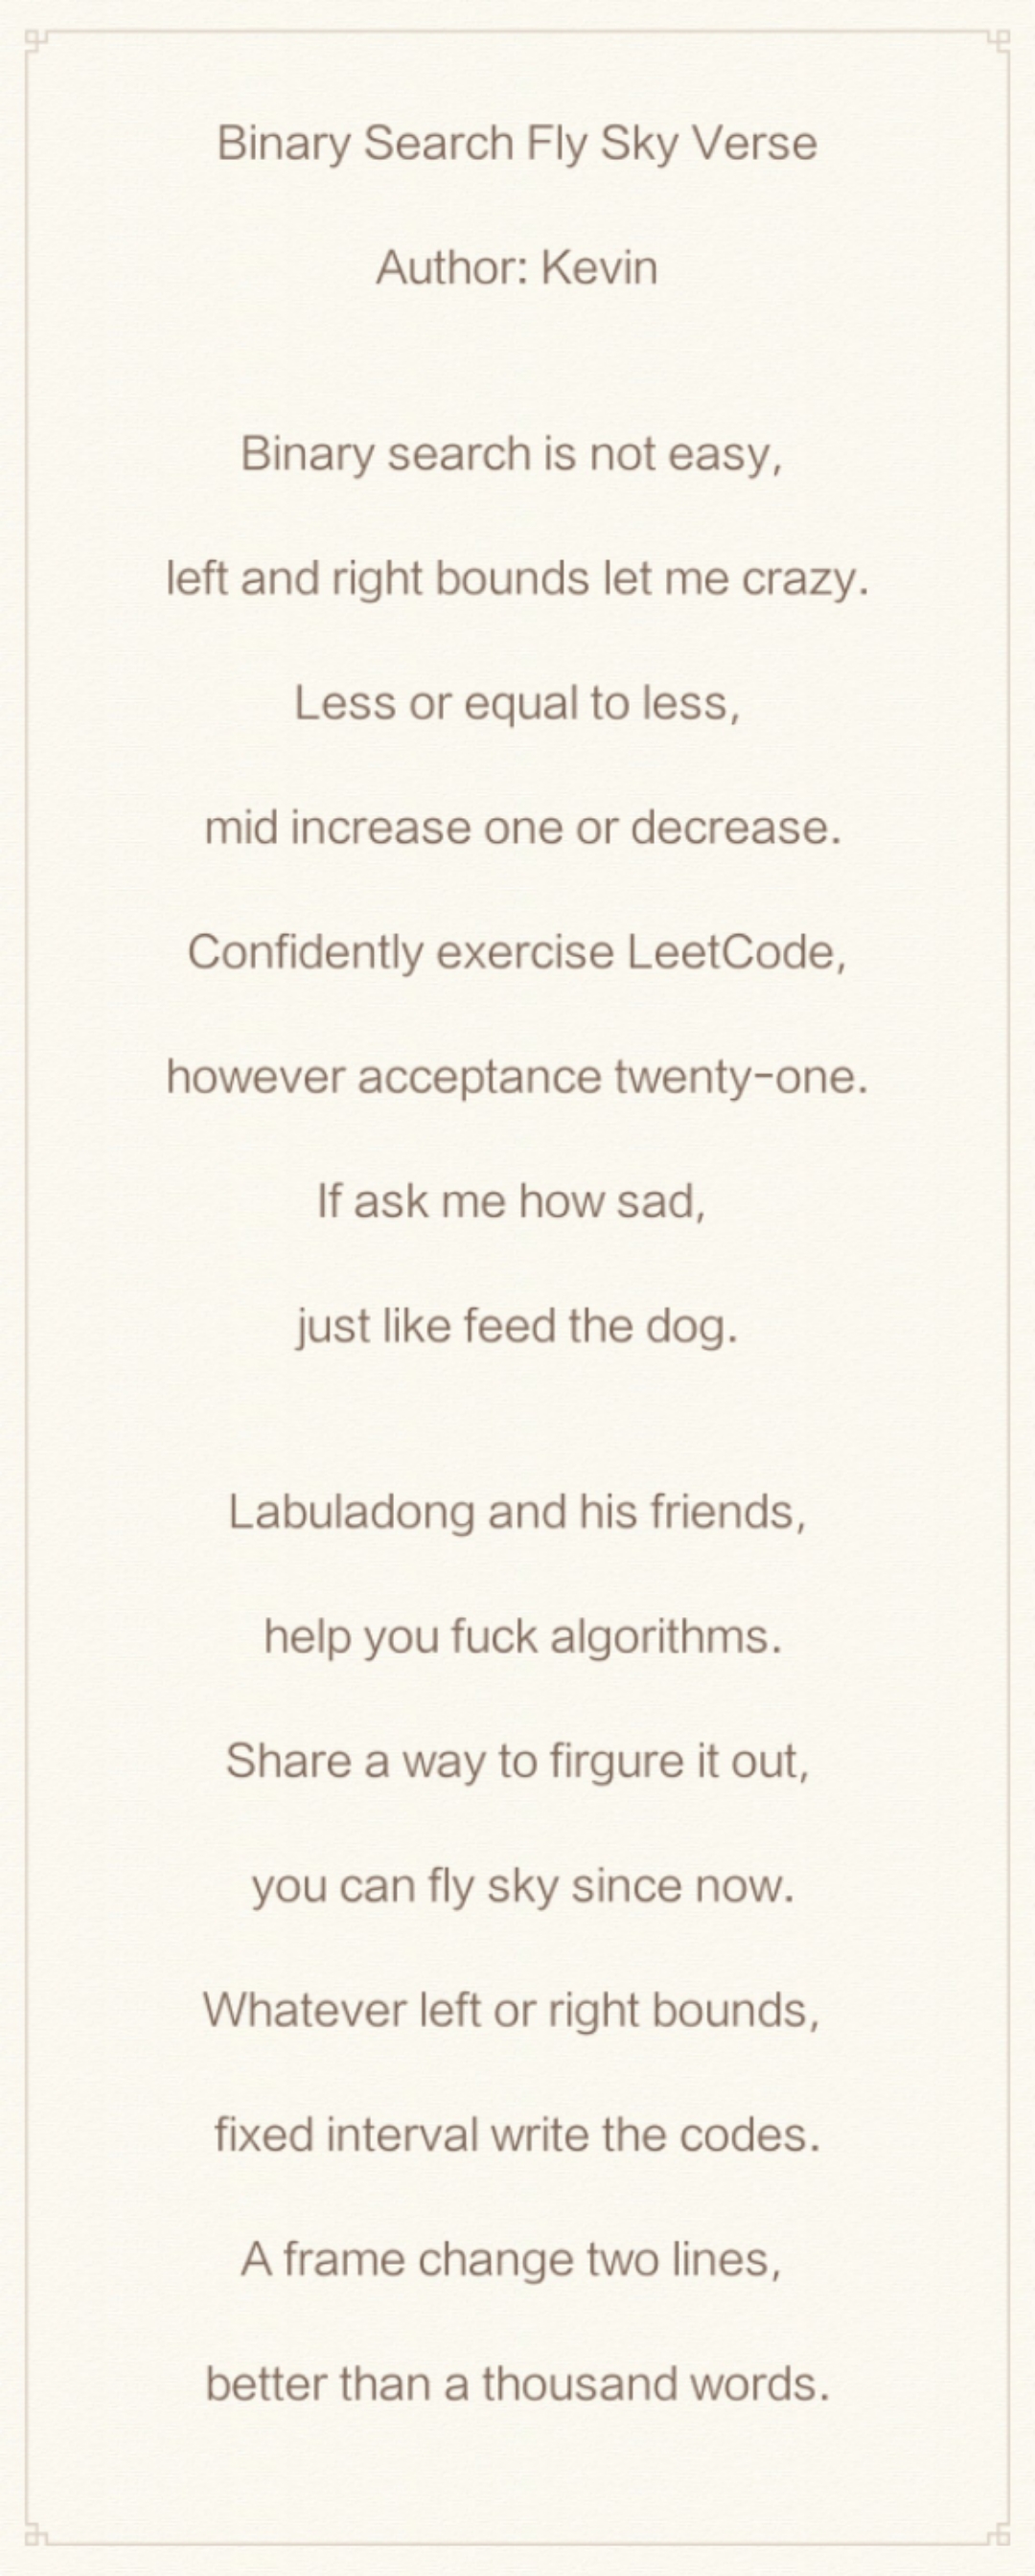 Binary Search Fly Sky Verse
Author: Kevin
Binary search is not easy,
left and right bounds let me crazy.
Less or equal to less,
mid increase one or decrease.
Confidently exercise LeetCode,
however acceptance twenty-one.
If ask me how sad,
just like feed the dog.
Labuladong and his friends,
help you fuck algorithms.
Share a way to firgure it out,
you can fly sky since now.
Whatever left or right bounds,
fixed interval write the codes.
A frame change two lines,
better than a thousand words.